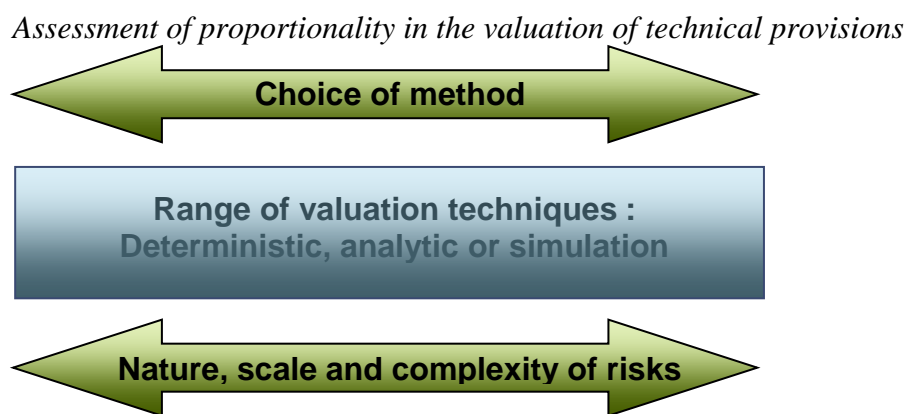 Assessment of proportionality in the valuation of technical provisions
Choice of method
Range of valuation techniques :
Deterministic, analytic or simulation
Nature, scale and complexity of risks